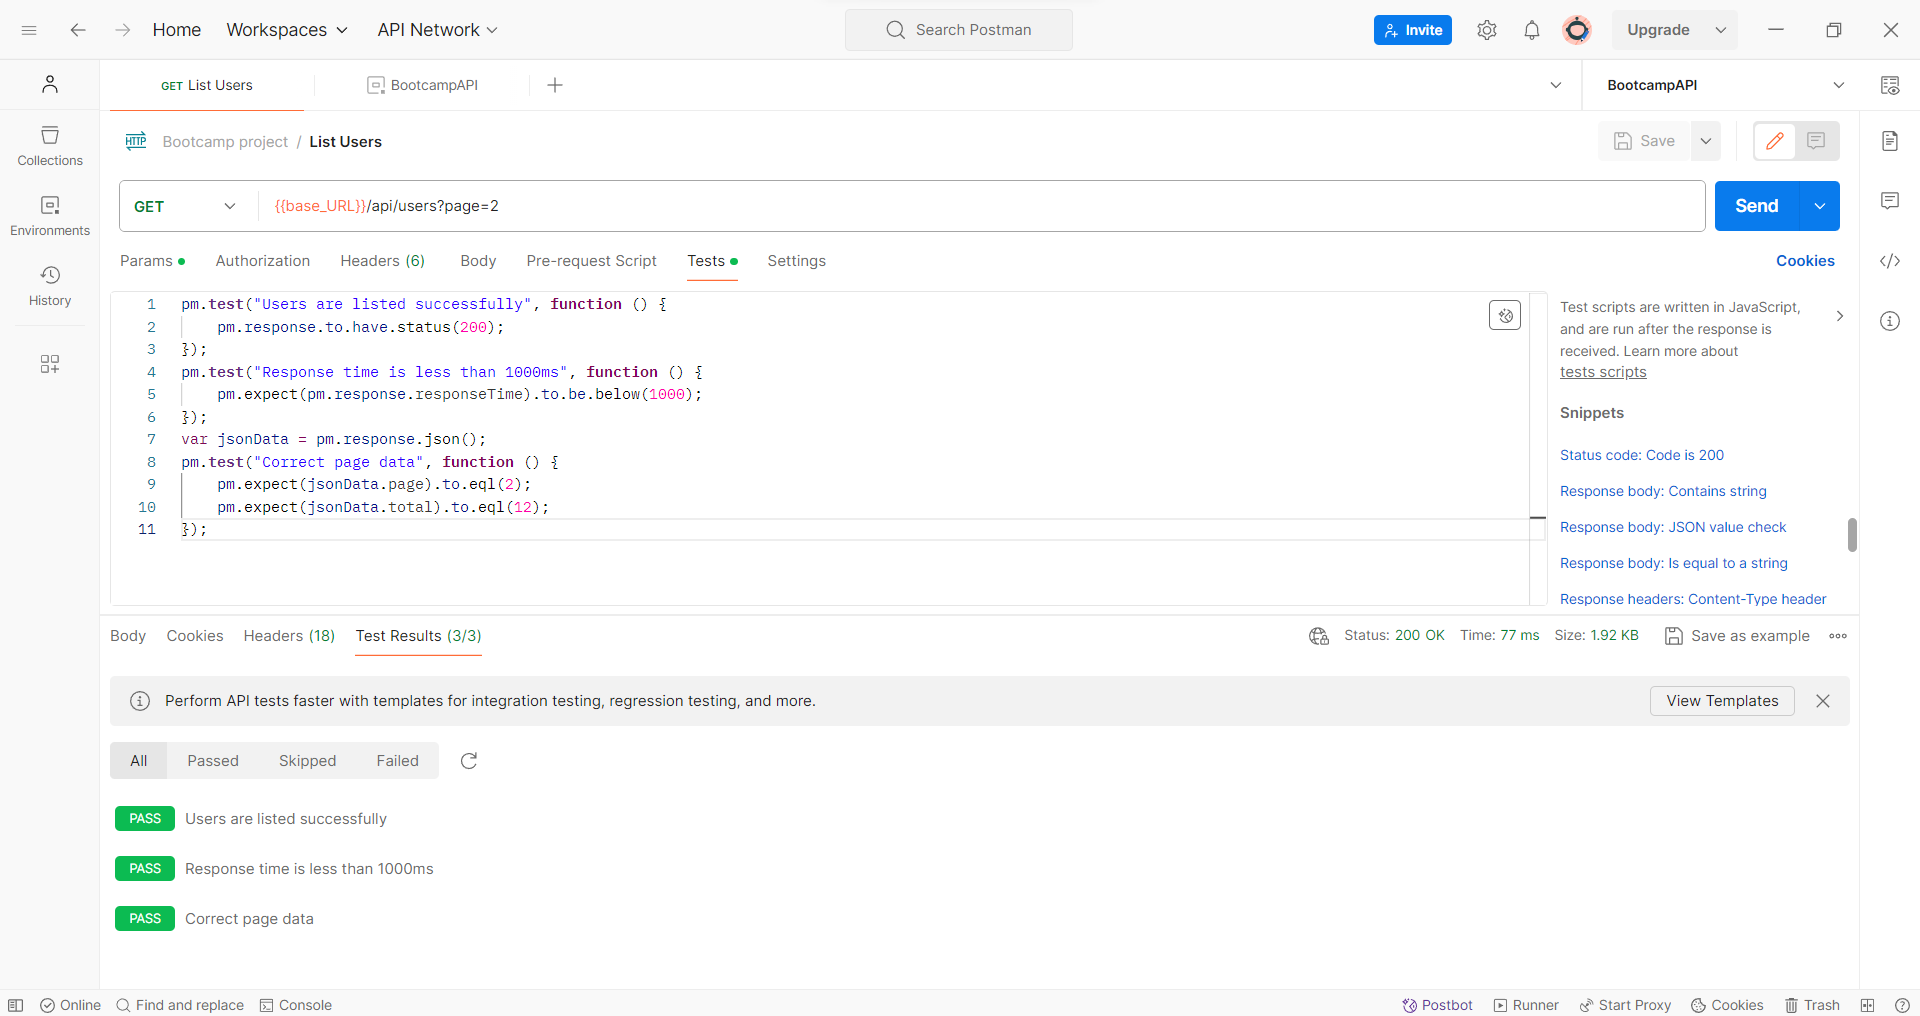 Home Workspaces API Network Search Postman Invite Upgrade
GET List Users BootcampAPI BootcampAPI
HTTP Bootcamp project / List Users Save
Collections
Environments
History
GET {{base_URL}}/api/users?page=2 Send
Params Authorization Headers (6) Body Pre-request Script Tests Settings Cookies
1 pm.test("Users are listed successfully", function () {
2 pm.response.to.have.status(200);
3 });
4 pm.test("Response time is less than 1000ms", function () {
5 pm.expect(pm.response.responseTime).to.be.below(1000);
6 });
7 var jsonData = pm.response.json();
8 pm.test("Correct page data", function () {
9 pm.expect(jsonData.page).to.eql(2);
10 pm.expect(jsonData.total).to.eql(12);
11 });
Test scripts are written in JavaScript,
and are run after the response is
received. Learn more about
tests scripts
Snippets
Status code: Code is 200
Response body: Contains string
Response body: JSON value check
Response body: Is equal to a string
Response headers: Content-Type header
Body Cookies Headers (18) Test Results (3/3) Status: 200 OK Time: 77 ms Size: 1.92 KB Save as example
Perform API tests faster with templates for integration testing, regression testing, and more. View Templates
All Passed Skipped Failed
PASS Users are listed successfully
PASS Response time is less than 1000ms
PASS Correct page data
Online Find and replace Console Postbot Runner Start Proxy Cookies Trash